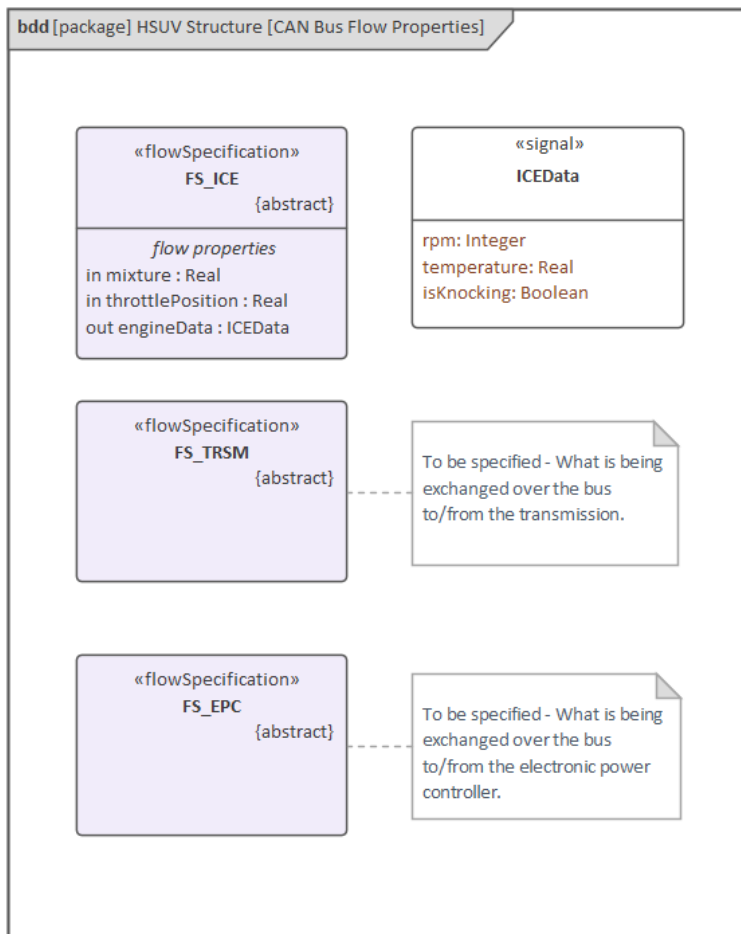 bdd [package] HSUV Structure [CAN Bus Flow Properties]
«flowSpecification»
FS_ICE
{abstract}
flow properties
in mixture : Real
in throttlePosition : Real
out engineData : ICEData
«signal»
ICEData
rpm: Integer
temperature: Real
isKnocking: Boolean
«flowSpecification»
FS_TRSM
{abstract}
To be specified - What is being
exchanged over the bus
to/from the transmission.
«flowSpecification»
FS_EPC
{abstract}
To be specified - What is being
exchanged over the bus
to/from the electronic power
controller.